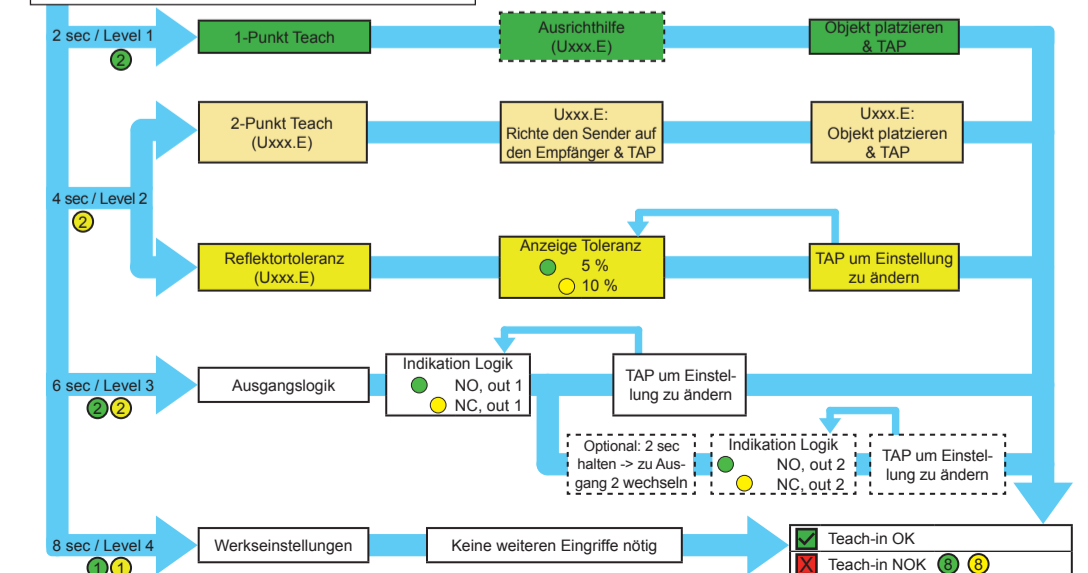 2 sec / Level 1
2
1-Punkt Teach
Ausrichthilfe
(Uxxx.E)
Objekt platzieren
& TAP
4 sec / Level 2
2
2-Punkt Teach
(Uxxx.E)
Uxxx.E:
Richte den Sender auf
den Empfänger & TAP
Uxxx.E:
Objekt platzieren
& TAP
Reflektortoleranz
(Uxxx.E)
Anzeige Toleranz
5 %
10 %
TAP um Einstellung
zu ändern
6 sec / Level 3
2 2
Ausgangslogik
Indikation Logik
NO, out 1
NC, out 1
TAP um Einstel-
lung zu ändern
Optional: 2 sec
halten -> zu Aus-
gang 2 wechseln
Indikation Logik
NO, out 2
NC, out 2
TAP um Einstel-
lung zu ändern
8 sec / Level 4
1 1
Werkseinstellungen
Keine weiteren Eingriffe nötig
Teach-in OK
Teach-in NOK 8 8